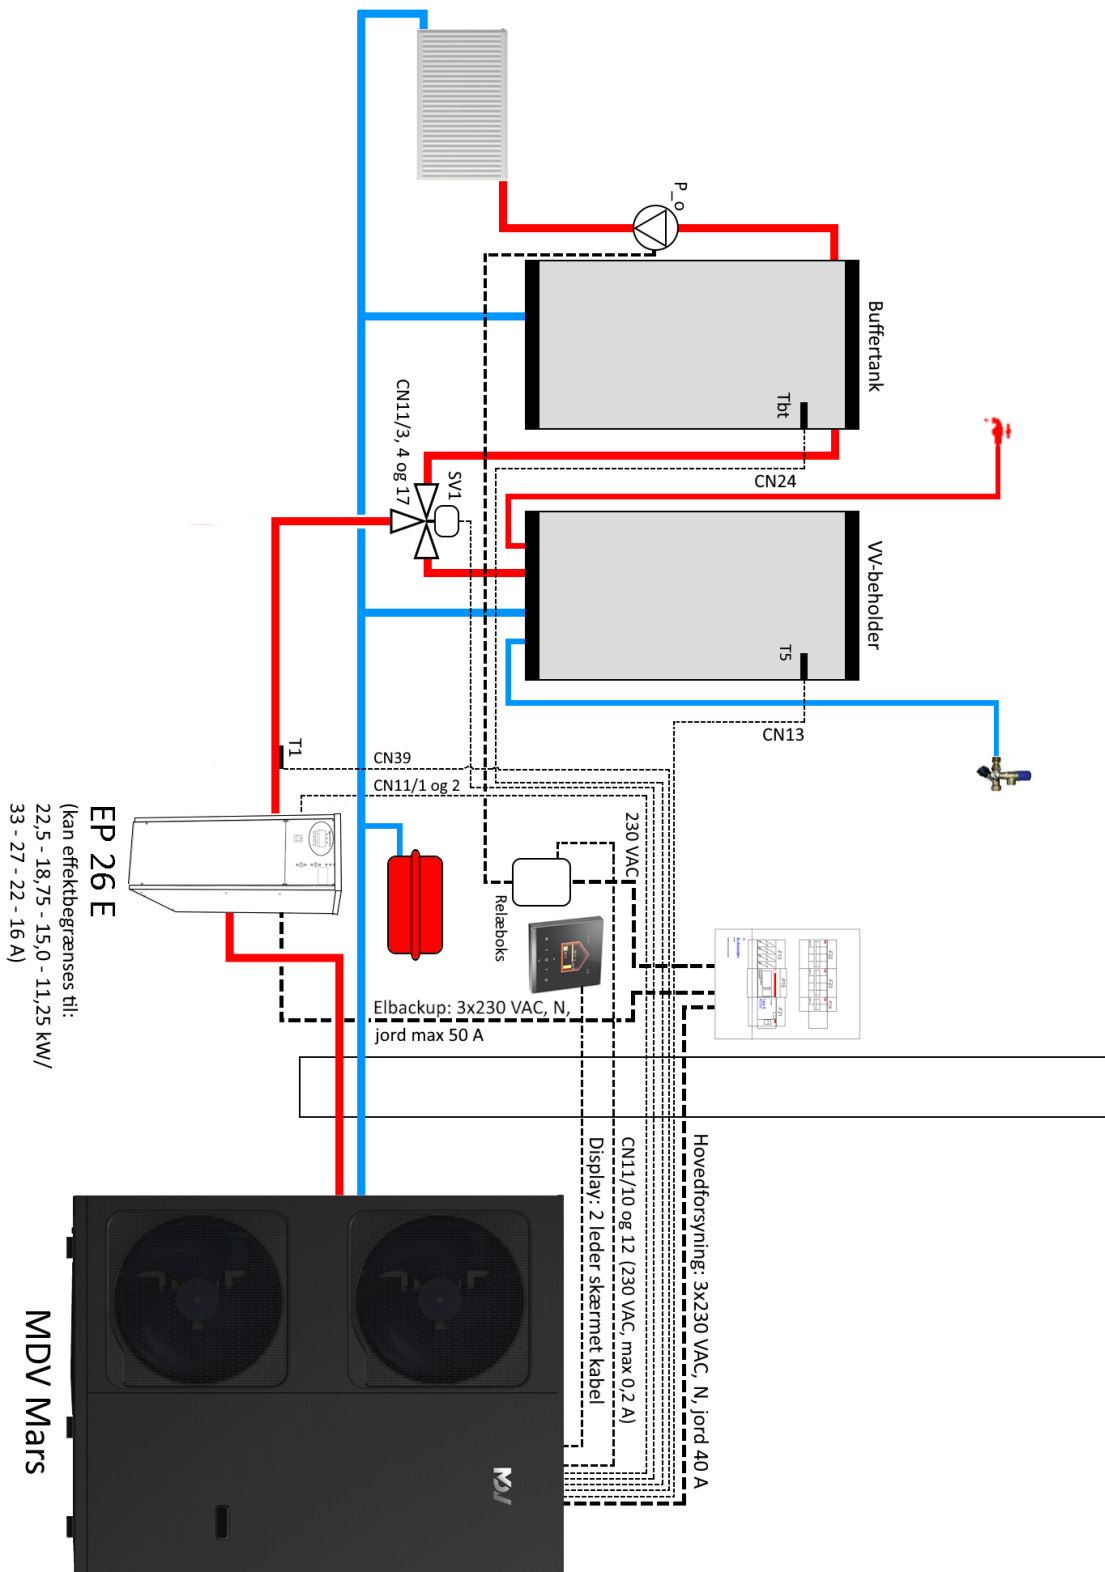 P_o
Buffertank
Tbt
CN24
CN11/3, 4 og 17
SV1
VV-beholder
T5
CN13
T1
CN39
CN11/1 og 2
230 VAC
Relæboks
EP 26 E
(kan effektbegrænses til:
22,5 - 18,75 - 15,0 - 11,25 kW/
33 - 27 - 22 - 16 A)
Elbackup: 3x230 VAC, N,
jord max 50 A
Hovedforsyning: 3x230 VAC, N, jord 40 A
CN11/10 og 12 (230 VAC, max 0,2 A)
Display: 2 leder skærmet kabel
MDV
MDV Mars